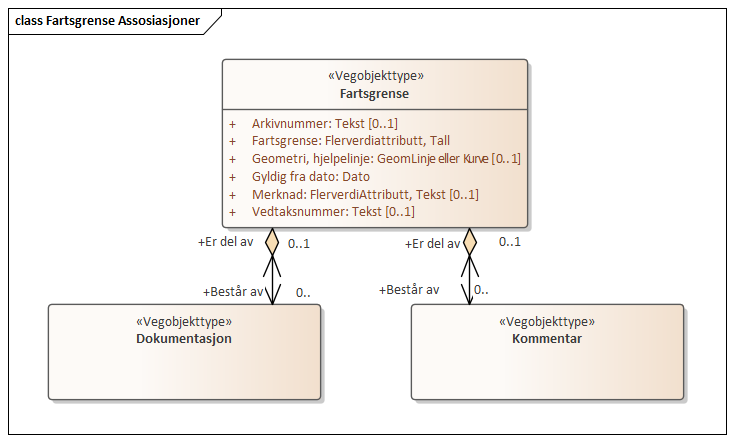 class Fartsgrense Assosiasjoner
«Vegobjekttype»
Fartsgrense
+ Arkivnummer: Tekst [0..1]
+ Fartsgrense: Flerverdiattributt, Tall
+ Geometri, hjelpelinje: GeomLinje eller Kurve [0..1]
+ Gyldig fra dato: Dato
+ Merknad: FlerverdiAttributt, Tekst [0..1]
+ Vedtaksnummer: Tekst [0..1]
+Er del av 0..1 +Er del av 0..1
+Består av 0.. +Består av 0..
«Vegobjekttype» «Vegobjekttype»
Dokumentasjon Kommentar